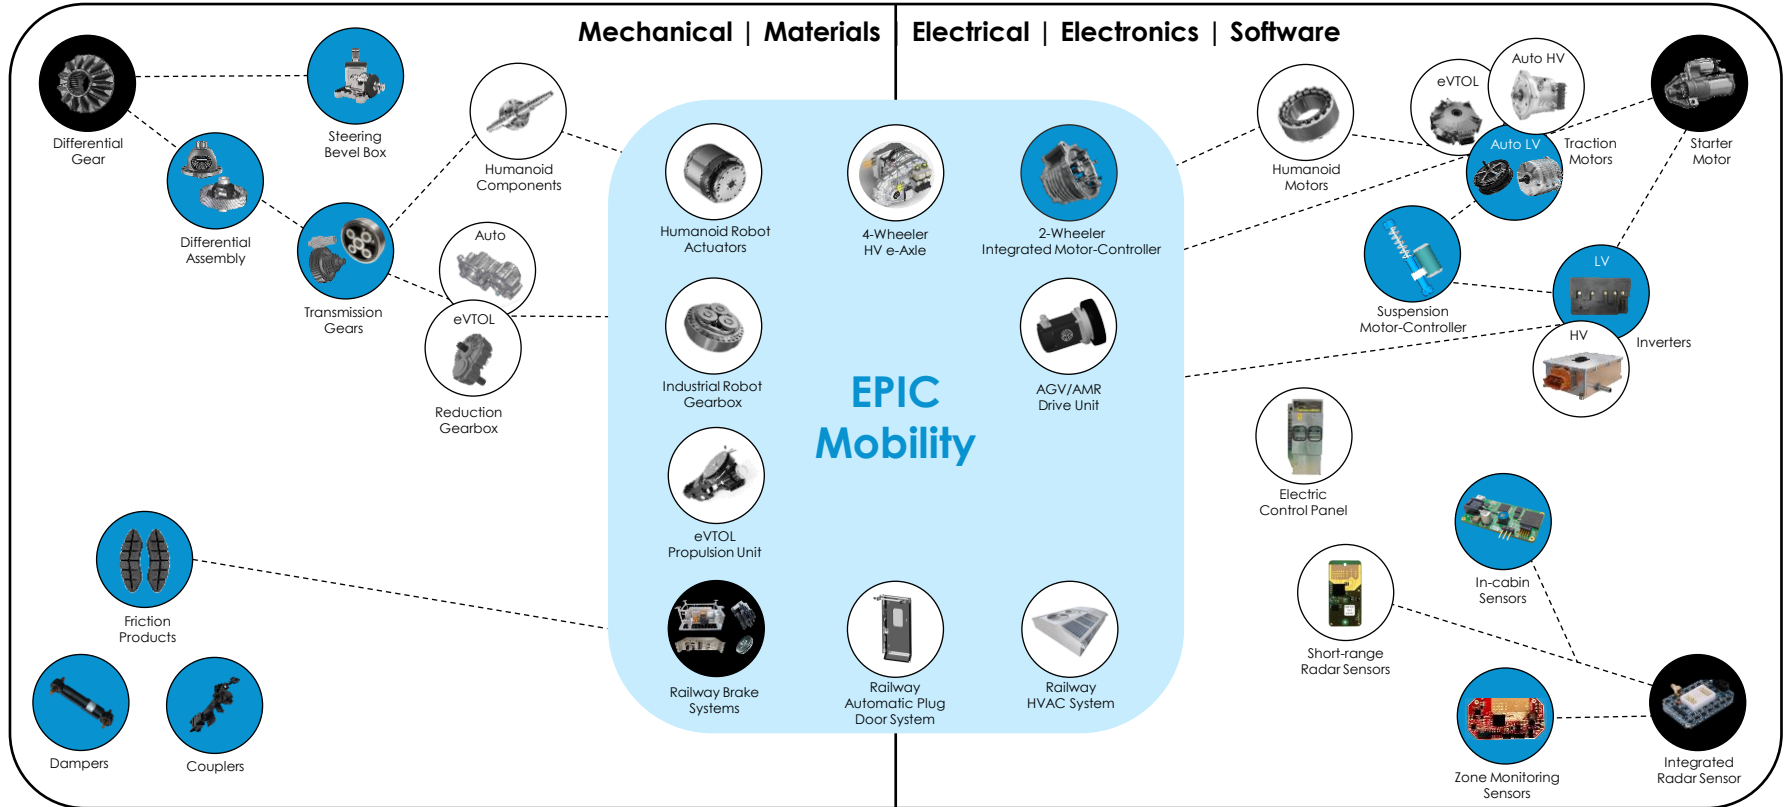 Mechanical | Materials | Electrical | Electronics | Software
Differential
Gear
Steering
Bevel Box
Differential
Assembly
Humanoid
Components
Transmission
Gears
Auto
eVTOL
Reduction
Gearbox
Friction
Products
Dampers
Couplers
Humanoid Robot
Actuators
4-Wheeler
HV e-Axle
2-Wheeler
Integrated Motor-Controller
Industrial Robot
Gearbox
AGV/AMR
Drive Unit
EPIC
Mobility
eVTOL
Propulsion Unit
Railway Brake
Systems
Railway
Automatic Plug
Door System
Railway
HVAC System
Humanoid
Motors
eVTOL
Auto HV
Auto LV
Traction
Motors
Starter
Motor
Suspension
Motor-Controller
LV
HV
Inverters
Electric
Control Panel
In-cabin
Sensors
Short-range
Radar Sensors
Zone Monitoring
Sensors
Integrated
Radar Sensor